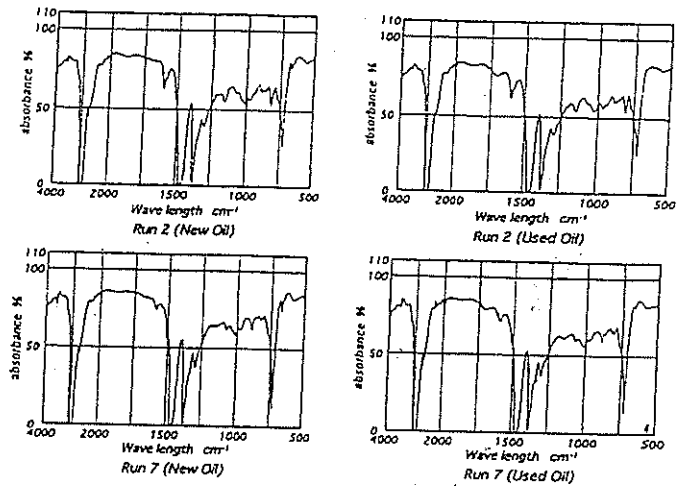 110
100
50
0
absorbance %
4000 2000 1500 1000 500
Wave length cm⁻¹
Run 2 (New Oil)
110
100
50
0
absorbance %
4000 2000 1500 1000 500
Wave length cm⁻¹
Run 2 (Used Oil)
110
100
50
0
absorbance %
4000 2000 1500 1000 500
Wave length cm⁻¹
Run 7 (New Oil)
110
100
50
0
absorbance %
4000 2000 1500 1000 500
Wave length cm⁻¹
Run 7 (Used Oil)